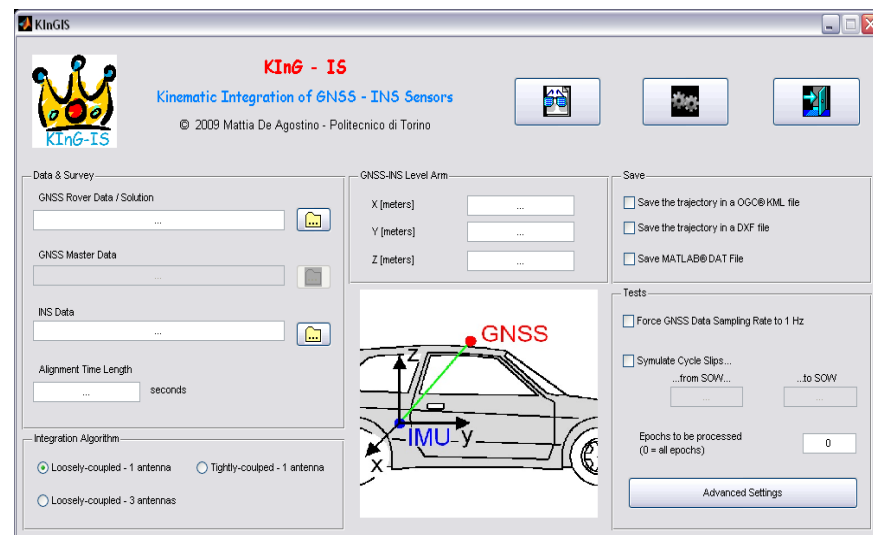 KInGIS
KInG - IS
Kinematic Integration of GNSS - INS Sensors
© 2009 Mattia De Agostino - Politecnico di Torino
KInG-IS
Data & Survey
GNSS Rover Data / Solution
...
GNSS Master Data
...
INS Data
...
Alignment Time Length
... seconds
Integration Algorithm
Loosely-coupled - 1 antenna
Tightly-coulped - 1 antenna
Loosely-coupled - 3 antennas
GNSS-INS Level Arm
X [meters] ...
Y [meters] ...
Z [meters] ...
GNSS
Z
IMU
y
x
Save
Save the trajectory in a OGC® KML file
Save the trajectory in a DXF file
Save MATLAB® DAT File
Tests
Force GNSS Data Sampling Rate to 1 Hz
Symulate Cycle Slips...
...from SOW... ...to SOW
... ...
Epochs to be processed
(0 = all epochs)
0
Advanced Settings